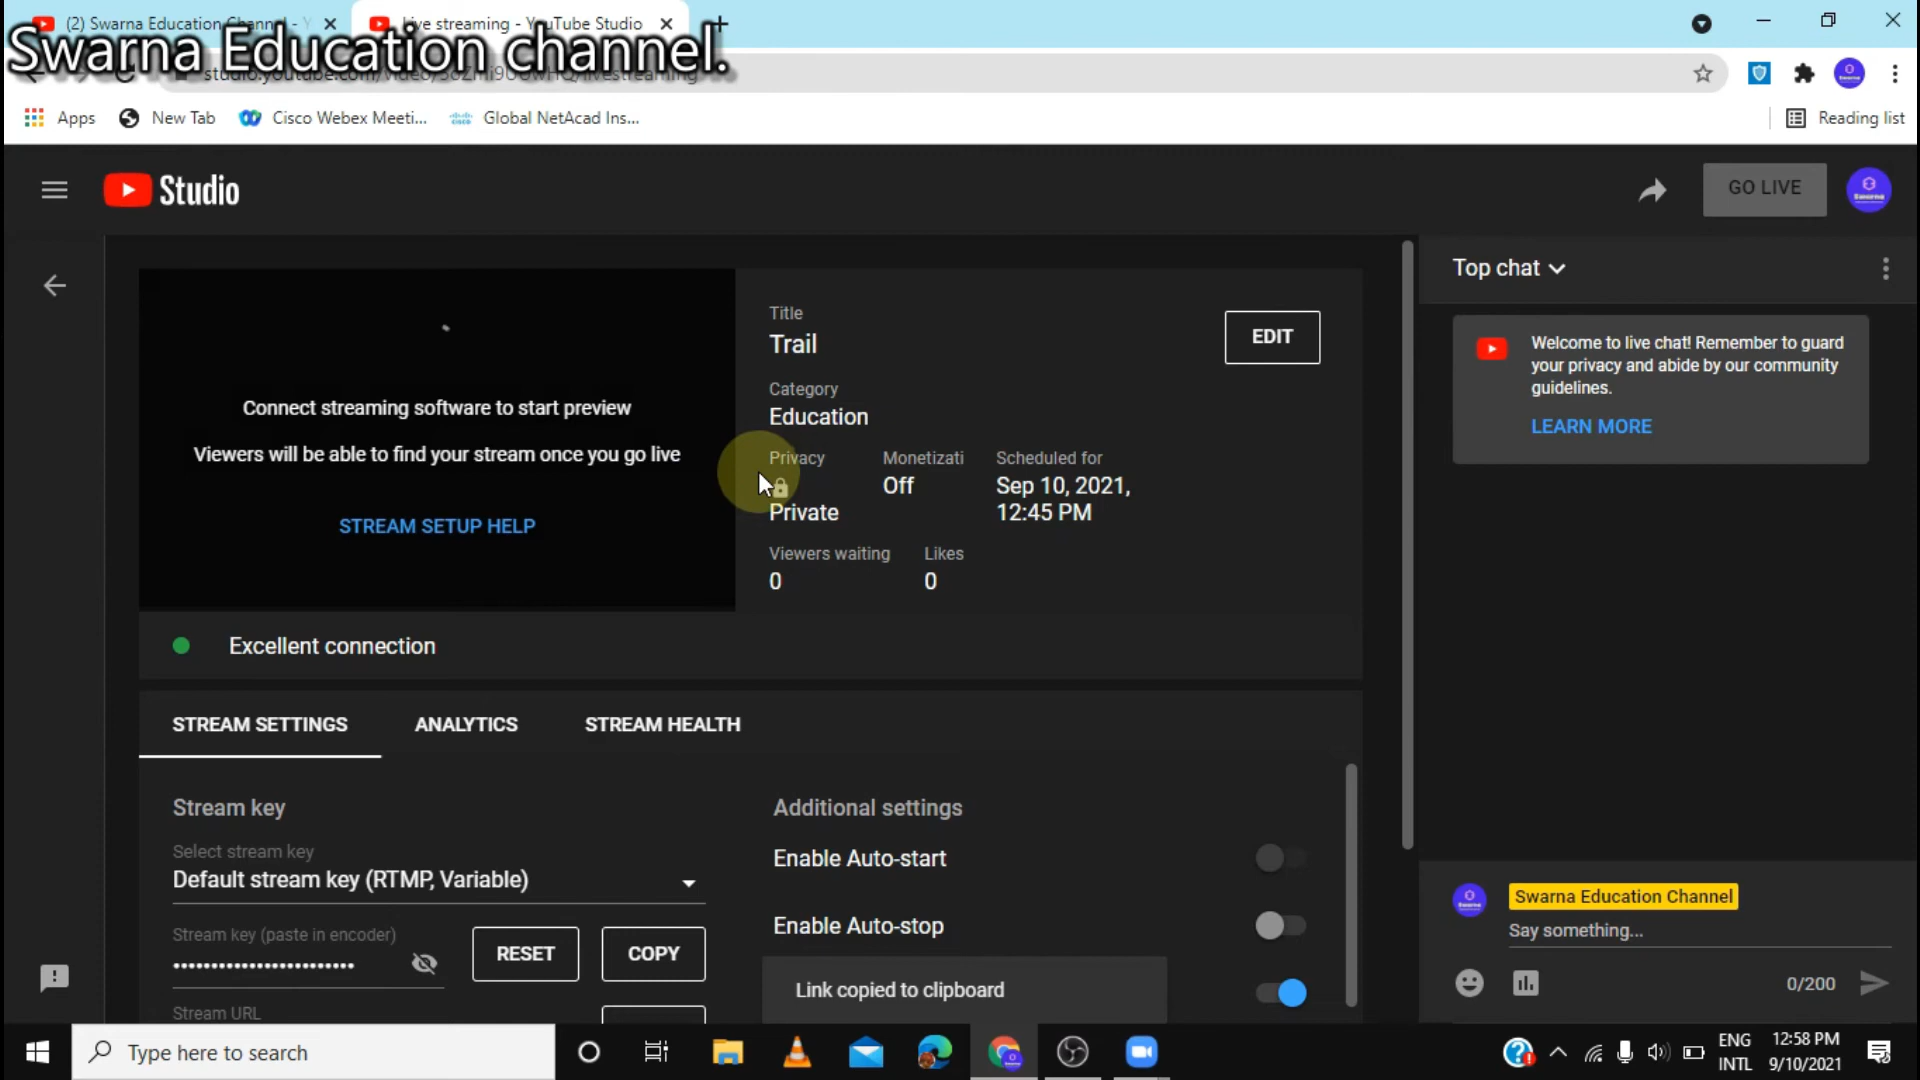 (2) Swarna Education Channel - Y
Live streaming - YouTube Studio
Swarna Education channel.
Apps
New Tab
Cisco Webex Meeti...
Global NetAcad Ins...
Reading list
Studio
GO LIVE
Connect streaming software to start preview
Viewers will be able to find your stream once you go live
STREAM SETUP HELP
Title
Trail
EDIT
Category
Education
Privacy
Private
Monetizati
Off
Scheduled for
Sep 10, 2021,
12:45 PM
Viewers waiting
0
Likes
0
Top chat
Welcome to live chat! Remember to guard
your privacy and abide by our community
guidelines.
LEARN MORE
Excellent connection
STREAM SETTINGS
ANALYTICS
STREAM HEALTH
Stream key
Select stream key
Default stream key (RTMP, Variable)
Stream key (paste in encoder)
RESET
COPY
Stream URL
Additional settings
Enable Auto-start
Enable Auto-stop
Link copied to clipboard
Swarna Education Channel
Say something...
0/200
Type here to search
ENG
INTL
12:58 PM
9/10/2021